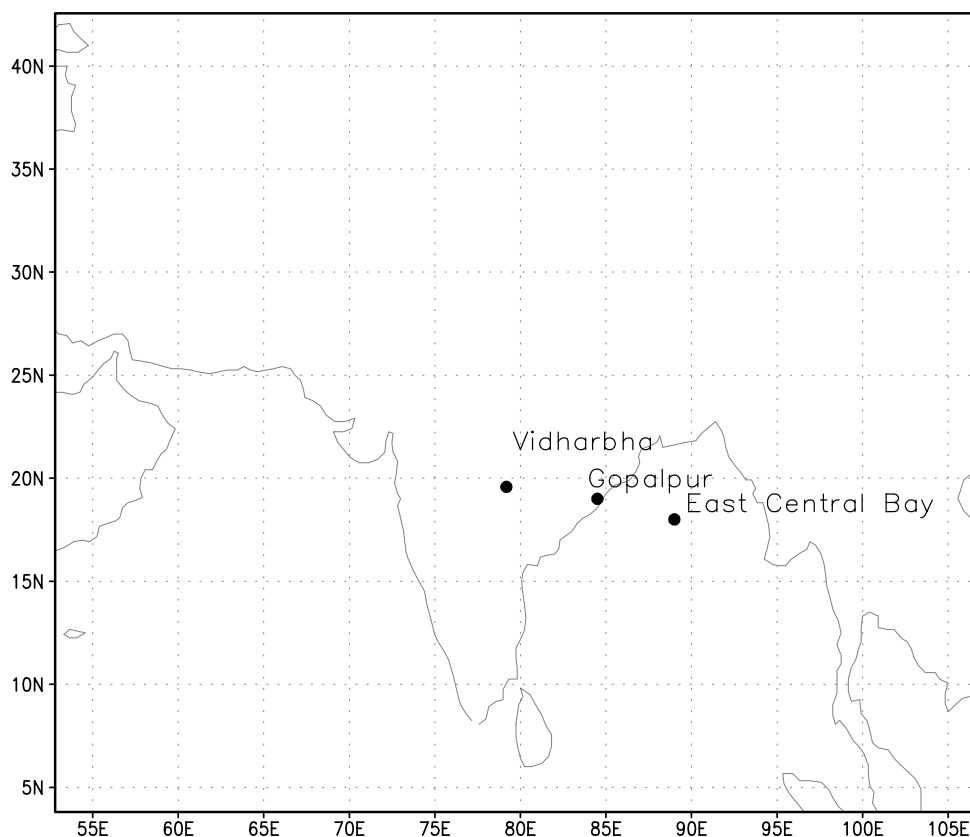 40N
35N
30N
25N
Vidharbha
20N
Gopalpur
East Central Bay
15N
10N
5N
55E 60E 65E 70E 75E 80E 85E 90E 95E 100E 105E